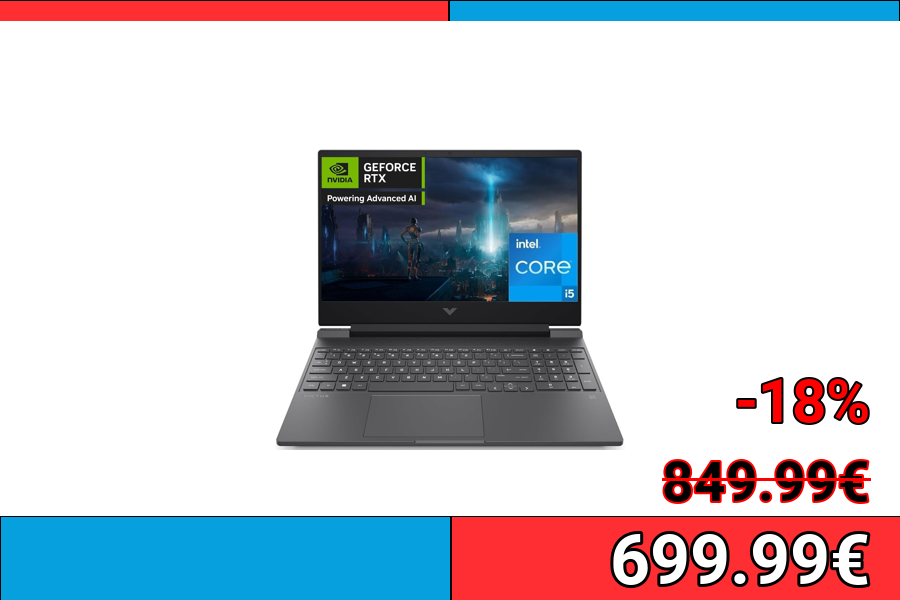 GEFORCE
RTX
NVIDIA
Powering Advanced AI
intel.
CORE
i5
-18%
849.99€
699.99€